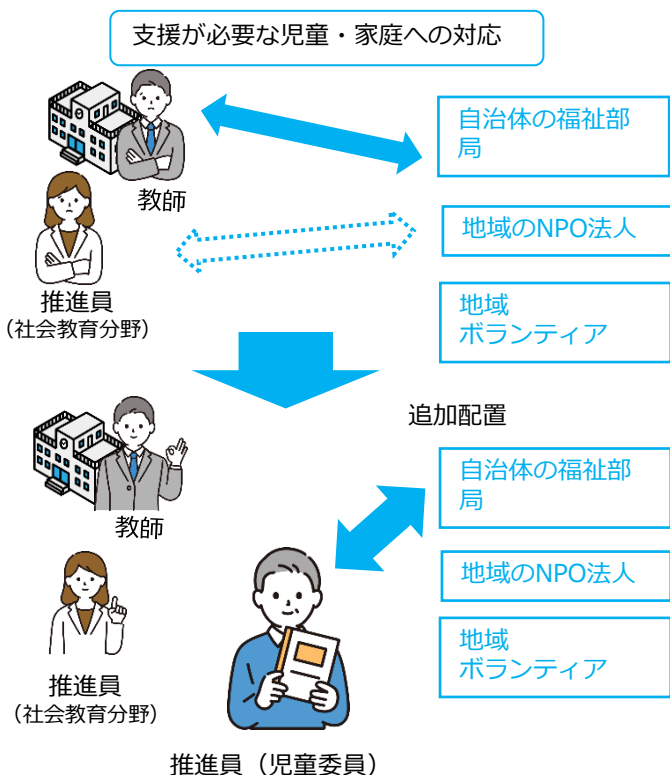 支援が必要な児童・家庭への対応
自治体の福祉部
局
教師
地域のNPO法人
推進員
（社会教育分野）
地域
ボランティア
追加配置
自治体の福祉部
局
教師
地域のNPO法人
地域
ボランティア
推進員
（社会教育分野）
推進員（児童委員）